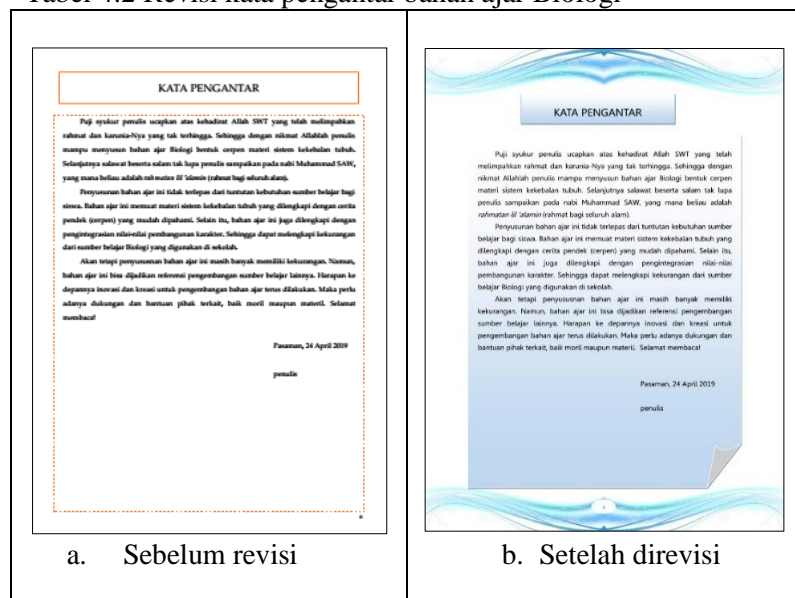 Tabel 4.2 Revisi kata pengantar bahan ajar Biologi
KATA PENGANTAR
Puji syukur penulis ucapkan atas kehadirat Allah SWT yang telah melimpahkan
rahmat dan karunia-Nya yang tak terhingga. Sehingga dengan nikmat Allahlah penulis
mampu menyusun bahan ajar Biologi bentuk cerpen materi sistem kekebalan tubuh.
Selanjutnya salawat beserta salam tak lupa penulis sampaikan pada nabi Muhammad SAW,
yang mana beliau adalah rahmatan lil 'alamin (rahmat bagi seluruh alam).
Penyusunan bahan ajar ini tidak terlepas dari tuntutan kebutuhan sumber belajar bagi
siswa. Bahan ajar ini memuat materi sistem kekebalan tubuh yang dilengkapi dengan cerita
pendek (cerpen) yang mudah dipahami. Selain itu, bahan ajar ini juga dilengkapi dengan
pengintegrasian nilai-nilai pembangunan karakter. Sehingga dapat melengkapi kekurangan
dari sumber belajar Biologi yang digunakan di sekolah.
Akan tetapi penyususnan bahan ajar ini masih banyak memiliki kekurangan. Namun,
bahan ajar ini bisa dijadikan referensi pengembangan sumber belajar lainnya. Harapan ke
depannya inovasi dan kreasi untuk pengembangan bahan ajar terus dilakukan. Maka perlu
adanya dukungan dan bantuan pihak terkait, baik moril maupun materil. Selamat
membaca!
Pasaman, 24 April 2019
penulis
a. Sebelum revisi
KATA PENGANTAR
Puji syukur penulis ucapkan atas kehadirat Allah SWT yang telah
melimpahkan rahmat dan karunia-Nya yang tak terhingga. Sehingga dengan
nikmat Allahlah penulis mampu menyusun bahan ajar Biologi bentuk cerpen
materi sistem kekebalan tubuh. Selanjutnya salawat beserta salam tak lupa
penulis sampaikan pada nabi Muhammad SAW, yang mana beliau adalah
rahmatan lil 'alamin (rahmat bagi seluruh alam).
Penyusunan bahan ajar ini tidak terlepas dari tuntutan kebutuhan sumber
belajar bagi siswa. Bahan ajar ini memuat materi sistem kekebalan tubuh yang
dilengkapi dengan cerita pendek (cerpen) yang mudah dipahami. Selain itu,
bahan ajar ini juga dilengkapi dengan pengintegrasian nilai-nilai
pembangunan karakter. Sehingga dapat melengkapi kekurangan dari sumber
belajar Biologi yang digunakan di sekolah.
Akan tetapi penyususnan bahan ajar ini masih banyak memiliki
kekurangan. Namun, bahan ajar ini bisa dijadikan referensi pengembangan
sumber belajar lainnya. Harapan ke depannya inovasi dan kreasi untuk
pengembangan bahan ajar terus dilakukan. Maka perlu adanya dukungan dan
bantuan pihak terkait, baik moril maupun materil. Selamat membaca!
Pasaman, 24 April 2019
penulis
b. Setelah direvisi